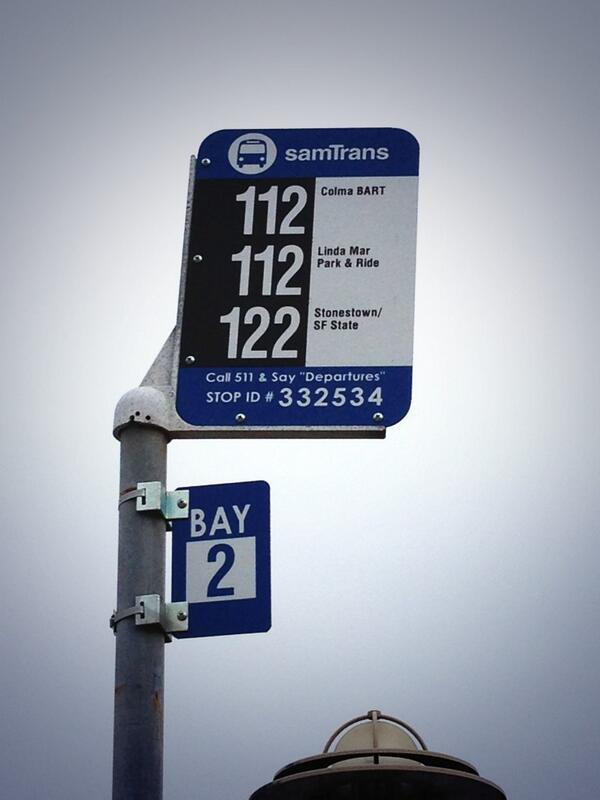 samTrans
112 Colma BART
112 Linda Mar
Park & Ride
122 Stonestown/
SF State
Call 511 & Say "Departures"
STOP ID # 332534
BAY
2